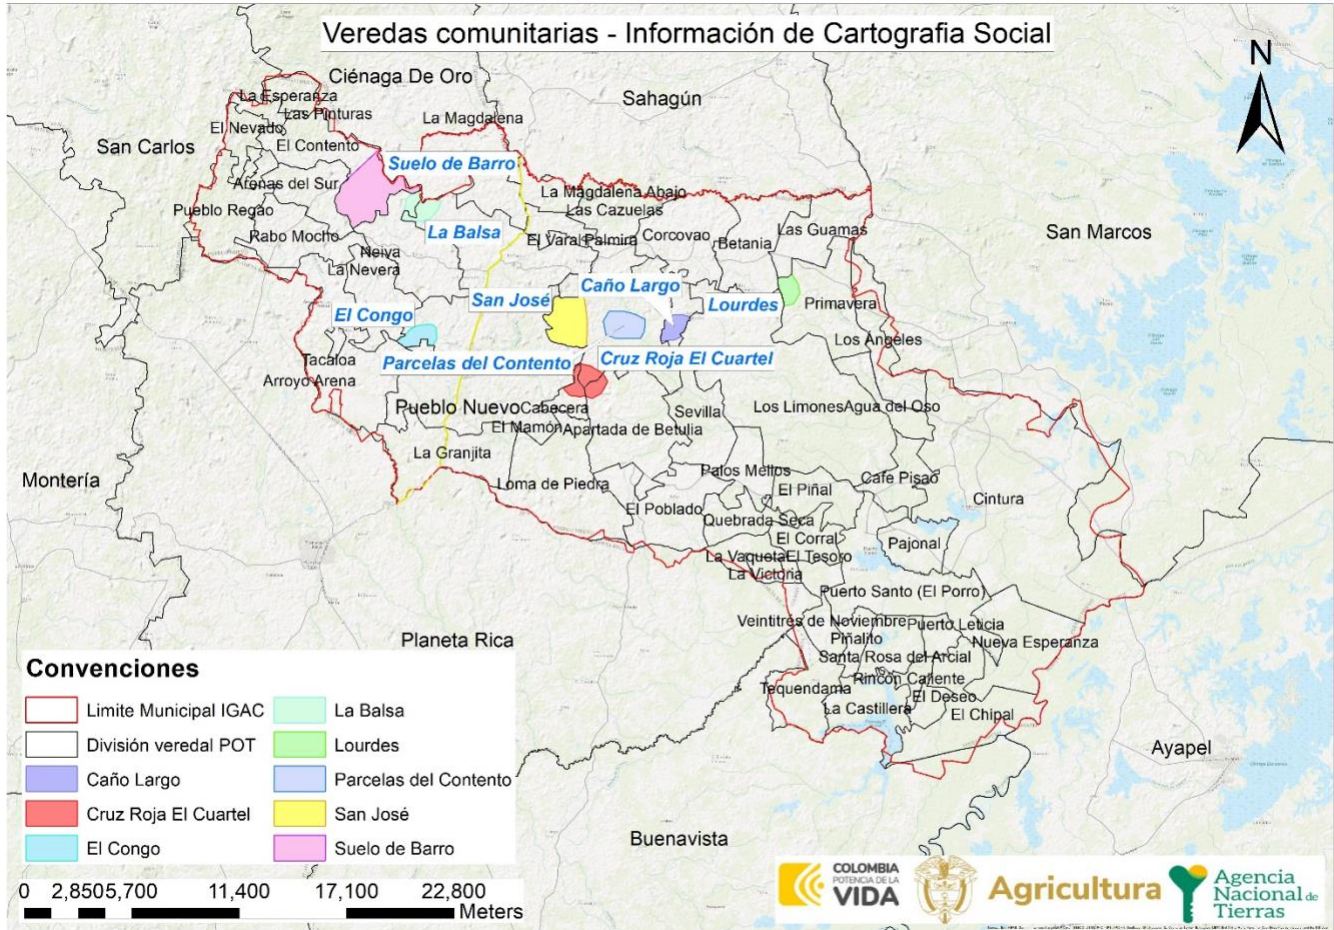 Veredas comunitarias - Información de Cartografia Social
N
Ciénaga De Oro
Sahagún
La Esperanza
Las Pinturas
La Magdalena
El Nevado
San Carlos
El Contento
Suelo de Barro
Arenas del Sur
La Magdalena Abajo
Pueblo Regao
Las Cazuelas
La Balsa
Las Guamas
San Marcos
Rabo Mocho
El Varal
Palmira
Corcovao
Betania
Neiva
La Nevera
Caño Largo
San José
Lourdes
Primavera
El Congo
Los Ángeles
Tacaloa
Parcelas del Contento
Cruz Roja El Cuartel
Arroyo Arena
Pueblo Nuevo
Cabecera
Sevilla
Los Limones
Agua del Oso
El Mamón
Apartada de Betulia
La Granjita
Montería
Loma de Piedra
Palos Mellos
Cafe Pisao
El Piñal
Cintura
El Poblado
Quebrada Seca
El Corral
Pajonal
La Vaqueta
El Tesoro
La Victoria
Puerto Santo (El Porro)
Veintitrés de Noviembre
Puerto Leticia
Planeta Rica
Piñalito
Nueva Esperanza
Santa Rosa del Arcial
Rincón Caliente
Tequendama
El Deseo
La Castillera
El Chipal
Ayapel
Buenavista
Convenciones
Limite Municipal IGAC
La Balsa
División veredal POT
Lourdes
Caño Largo
Parcelas del Contento
Cruz Roja El Cuartel
San José
El Congo
Suelo de Barro
0 2,850 5,700 11,400 17,100 22,800
Meters
COLOMBIA
POTENCIA DE LA
VIDA
Agricultura
Agencia
Nacional de
Tierras